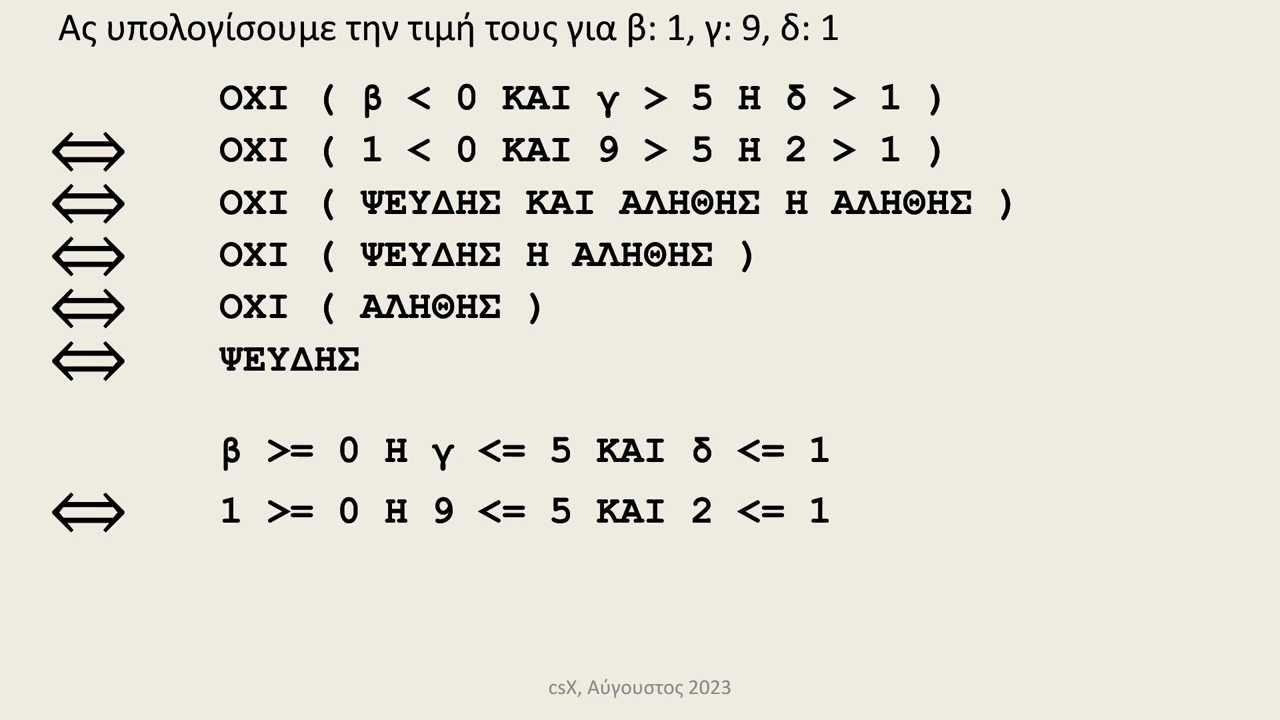 Ας υπολογίσουμε την τιμή τους για β: 1, γ: 9, δ: 1
ΟΧΙ ( β < 0 ΚΑΙ γ > 5 Η δ > 1 )
⟺ ΟΧΙ ( 1 < 0 ΚΑΙ 9 > 5 Η 2 > 1 )
⟺ ΟΧΙ ( ΨΕΥΔΗΣ ΚΑΙ ΑΛΗΘΗΣ Η ΑΛΗΘΗΣ )
⟺ ΟΧΙ ( ΨΕΥΔΗΣ Η ΑΛΗΘΗΣ )
⟺ ΟΧΙ ( ΑΛΗΘΗΣ )
⟺ ΨΕΥΔΗΣ
β >= 0 Η γ <= 5 ΚΑΙ δ <= 1
⟺ 1 >= 0 Η 9 <= 5 ΚΑΙ 2 <= 1
csX, Αύγουστος 2023